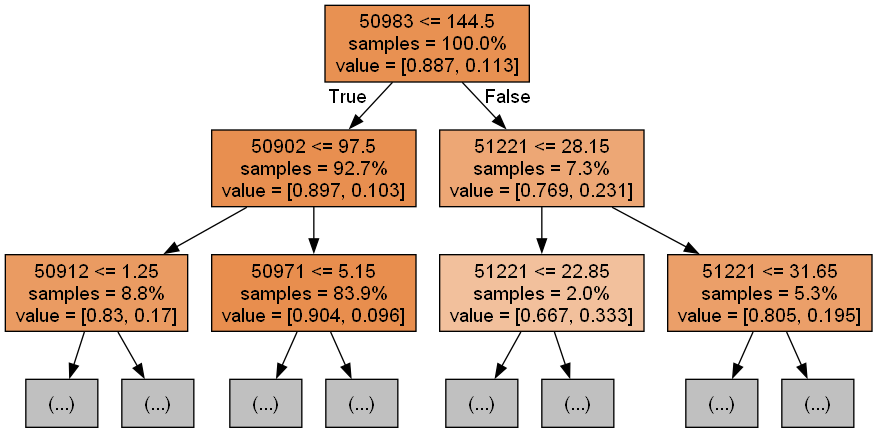 50983 <= 144.5
samples = 100.0%
value = [0.887, 0.113]
True
False
50902 <= 97.5
samples = 92.7%
value = [0.897, 0.103]
51221 <= 28.15
samples = 7.3%
value = [0.769, 0.231]
50912 <= 1.25
samples = 8.8%
value = [0.83, 0.17]
50971 <= 5.15
samples = 83.9%
value = [0.904, 0.096]
51221 <= 22.85
samples = 2.0%
value = [0.667, 0.333]
51221 <= 31.65
samples = 5.3%
value = [0.805, 0.195]
(...)
(...)
(...)
(...)
(...)
(...)
(...)
(...)